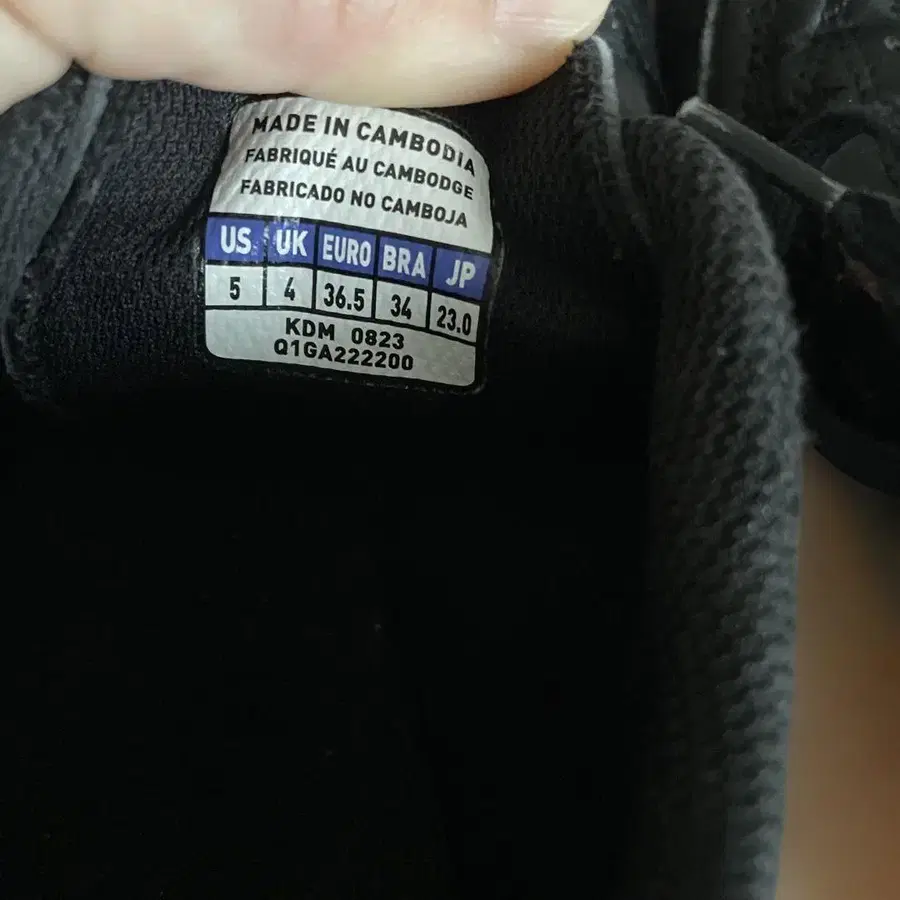 MADE IN CAMBODIA
FABRIQUÉ AU CAMBODGE
FABRICADO NO CAMBOJA
US UK EURO BRA JP
5 4 36.5 34 23.0
KDM 0823
Q1GA222200